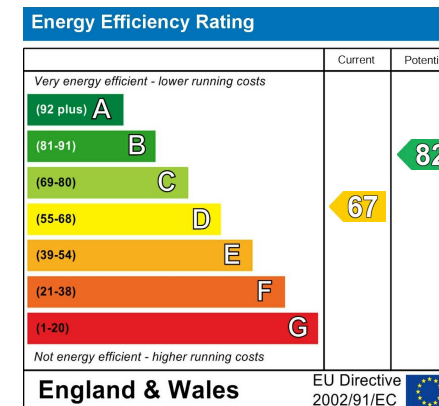 Energy Efficiency Rating
Current Potenti
Very energy efficient - lower running costs
(92 plus) A
(81-91) B
82
(69-80) C
67
(55-68) D
(39-54) E
(21-38) F
(1-20) G
Not energy efficient - higher running costs
England & Wales
EU Directive
2002/91/EC